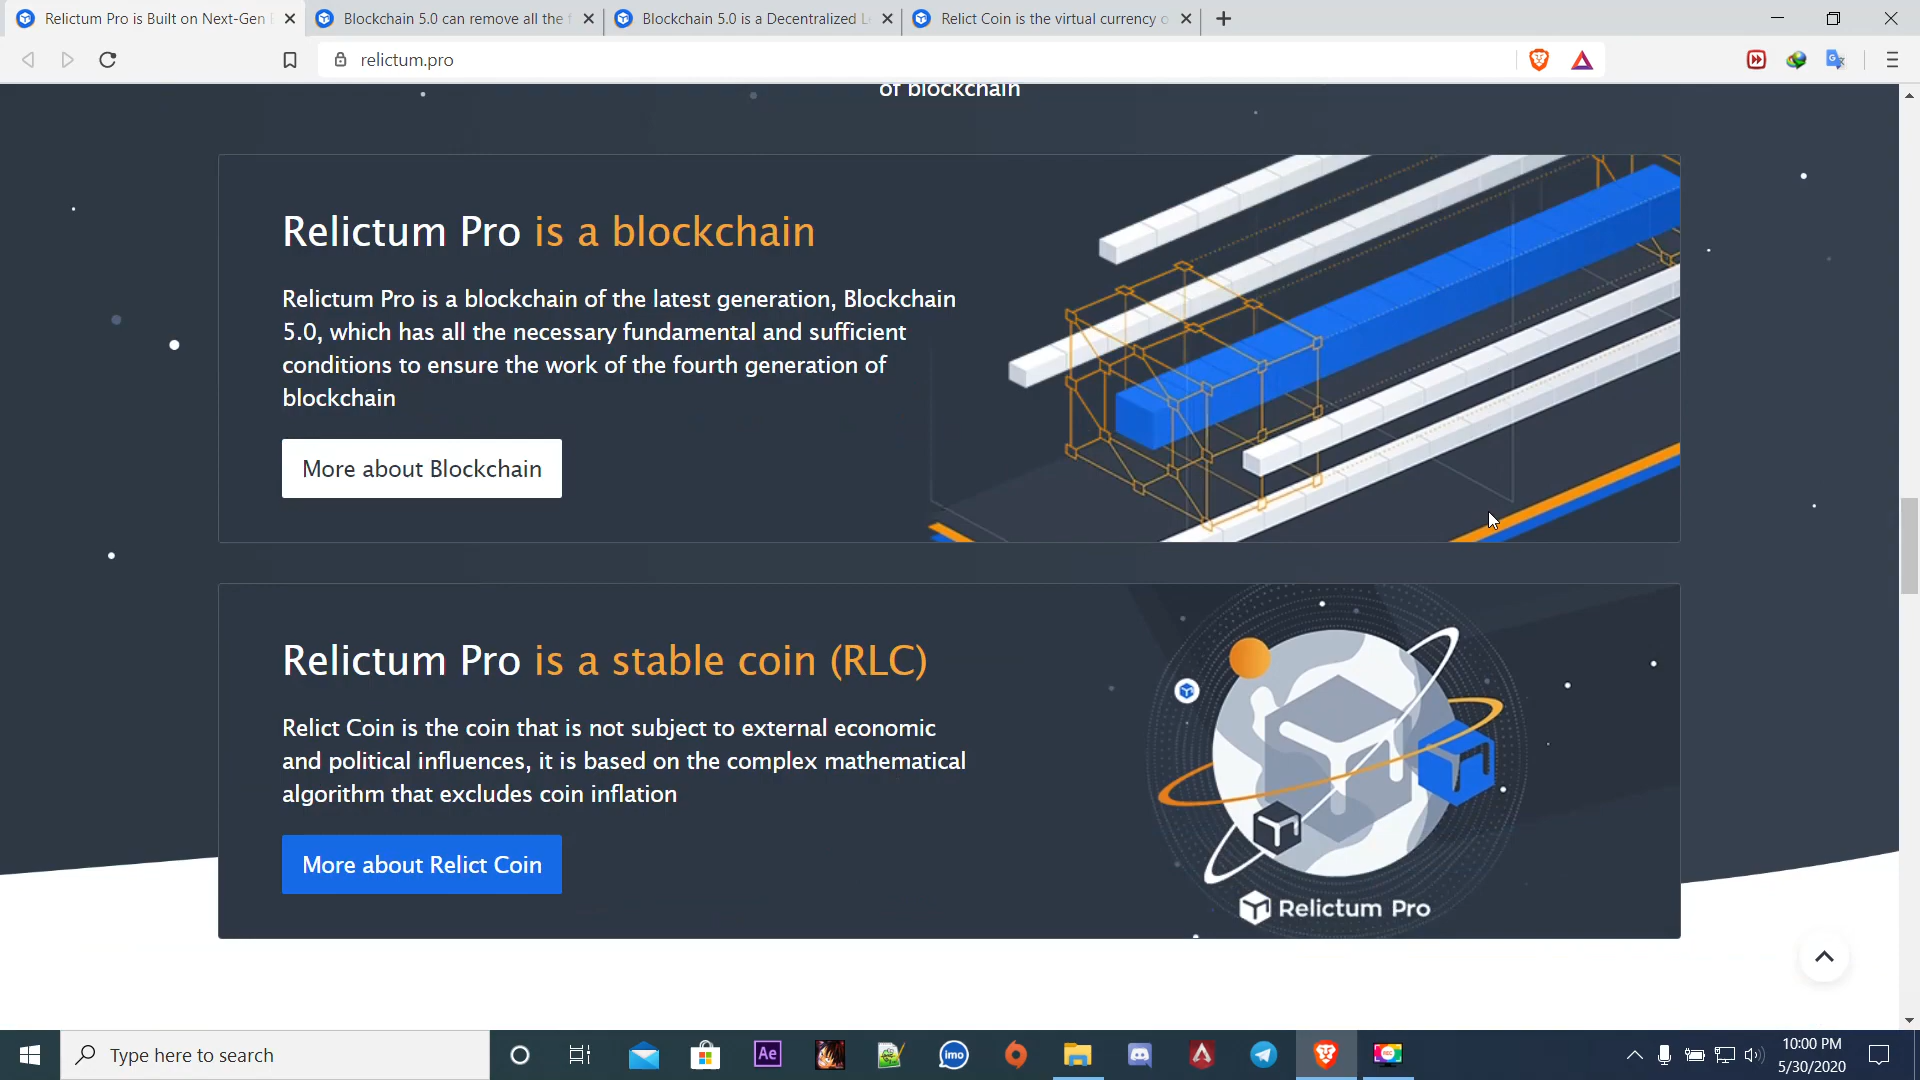 Relictum Pro is Built on Next-Gen
Blockchain 5.0 can remove all the
Blockchain 5.0 is a Decentralized
Relict Coin is the virtual currency
relictum.pro
of blockchain
Relictum Pro is a blockchain
Relictum Pro is a blockchain of the latest generation, Blockchain
5.0, which has all the necessary fundamental and sufficient
conditions to ensure the work of the fourth generation of
blockchain
More about Blockchain
Relictum Pro is a stable coin (RLC)
Relict Coin is the coin that is not subject to external economic
and political influences, it is based on the complex mathematical
algorithm that excludes coin inflation
More about Relict Coin
Relictum Pro
Type here to search
Ae
imo
REC
10:00 PM
5/30/2020